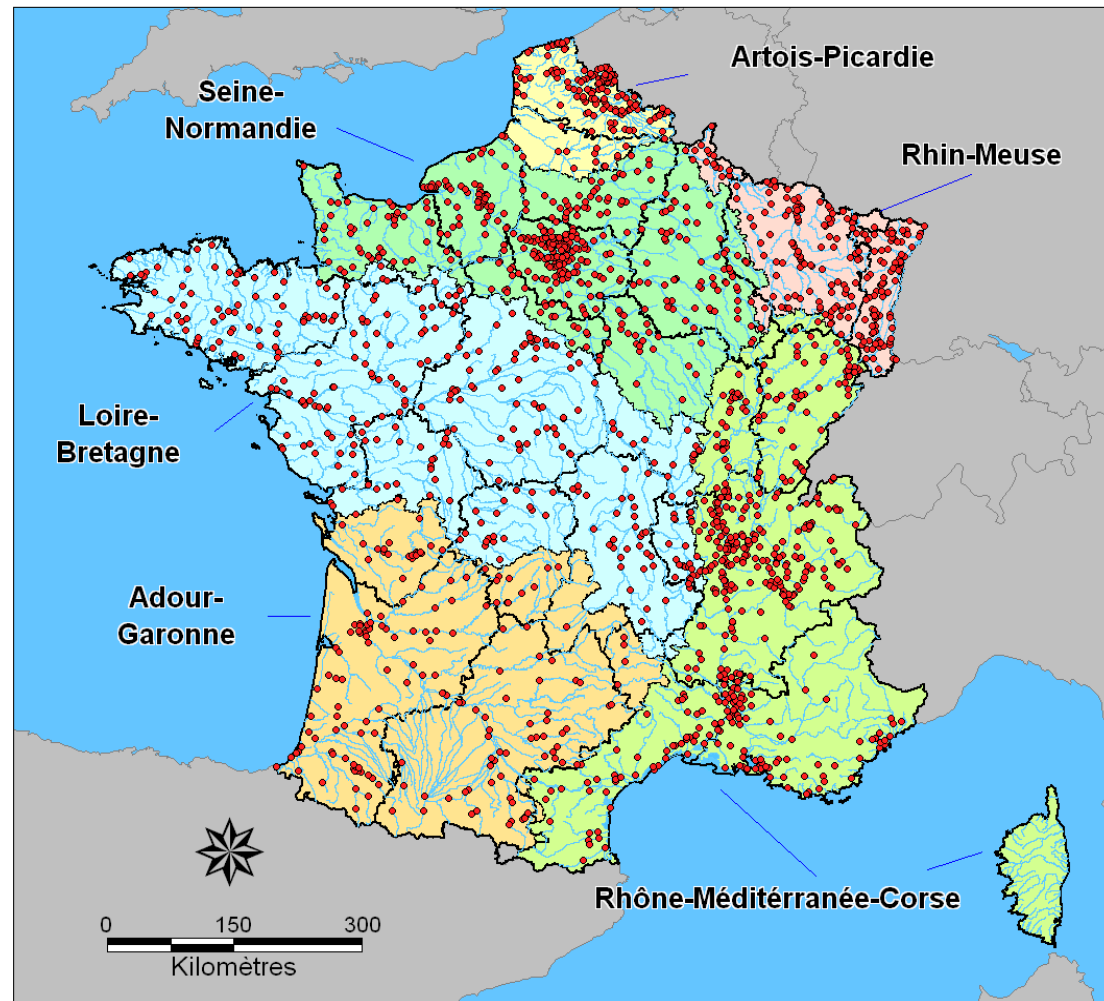 Artois-Picardie
Seine-
Normandie
Rhin-Meuse
Loire-
Bretagne
Adour-
Garonne
Rhône-Méditérranée-Corse
0 150 300
Kilomètres